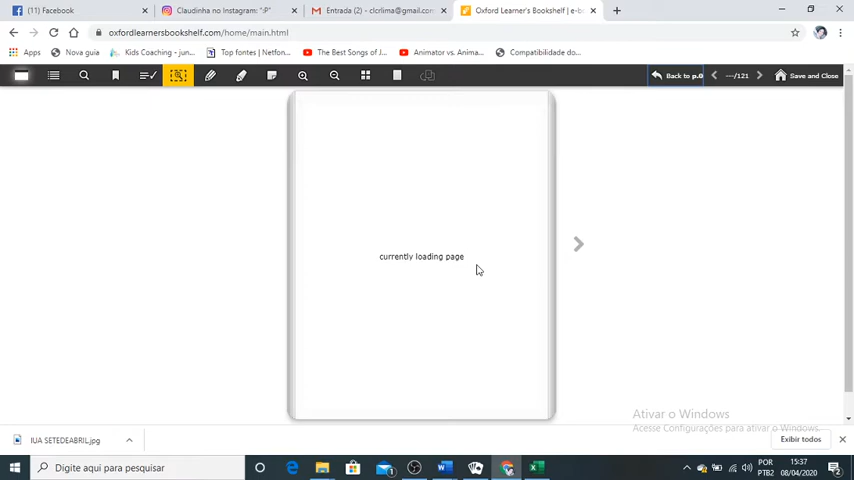 (11) Facebook
Claudinha no Instagram: ":P"
Entrada (2) - clcrlima@gmail.com
Oxford Learner's Bookshelf | e-bo
oxfordlearnersbookshelf.com/home/main.html
Apps
Nova guia
Kids Coaching - jun...
Top fontes | Netfon...
The Best Songs of J...
Animator vs. Anima...
Compatibilidade do...
Back to p.0
---/121
Save and Close
currently loading page
Ativar o Windows
Acesse Configurações para ativar o Windows.
IUA SETEDEABRIL.jpg
Exibir todos
Digite aqui para pesquisar
POR
PTB2
15:37
08/04/2020